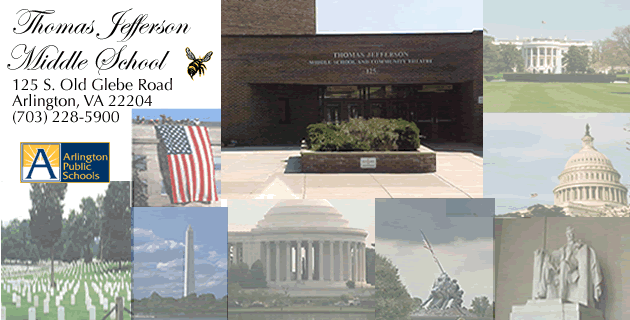 Thomas Jefferson
Middle School
125 S. Old Glebe Road
Arlington, VA 22204
(703) 228-5900
A
Arlington
Public
Schools
THOMAS JEFFERSON
MIDDLE SCHOOL AND COMMUNITY THEATRE
125